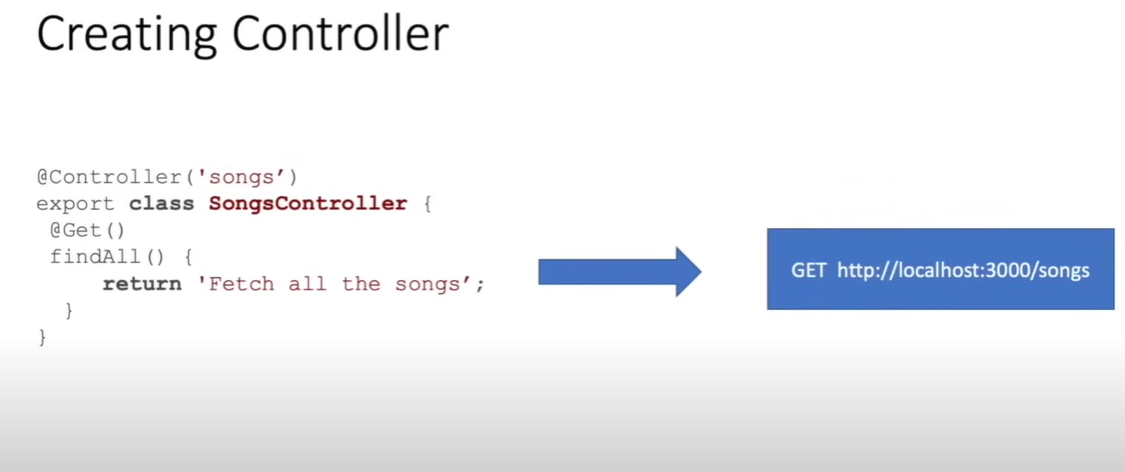 Creating Controller
@Controller('songs’)
export class SongsController {
@Get()
findAll() {
return 'Fetch all the songs’;
}
}
GET http://localhost:3000/songs